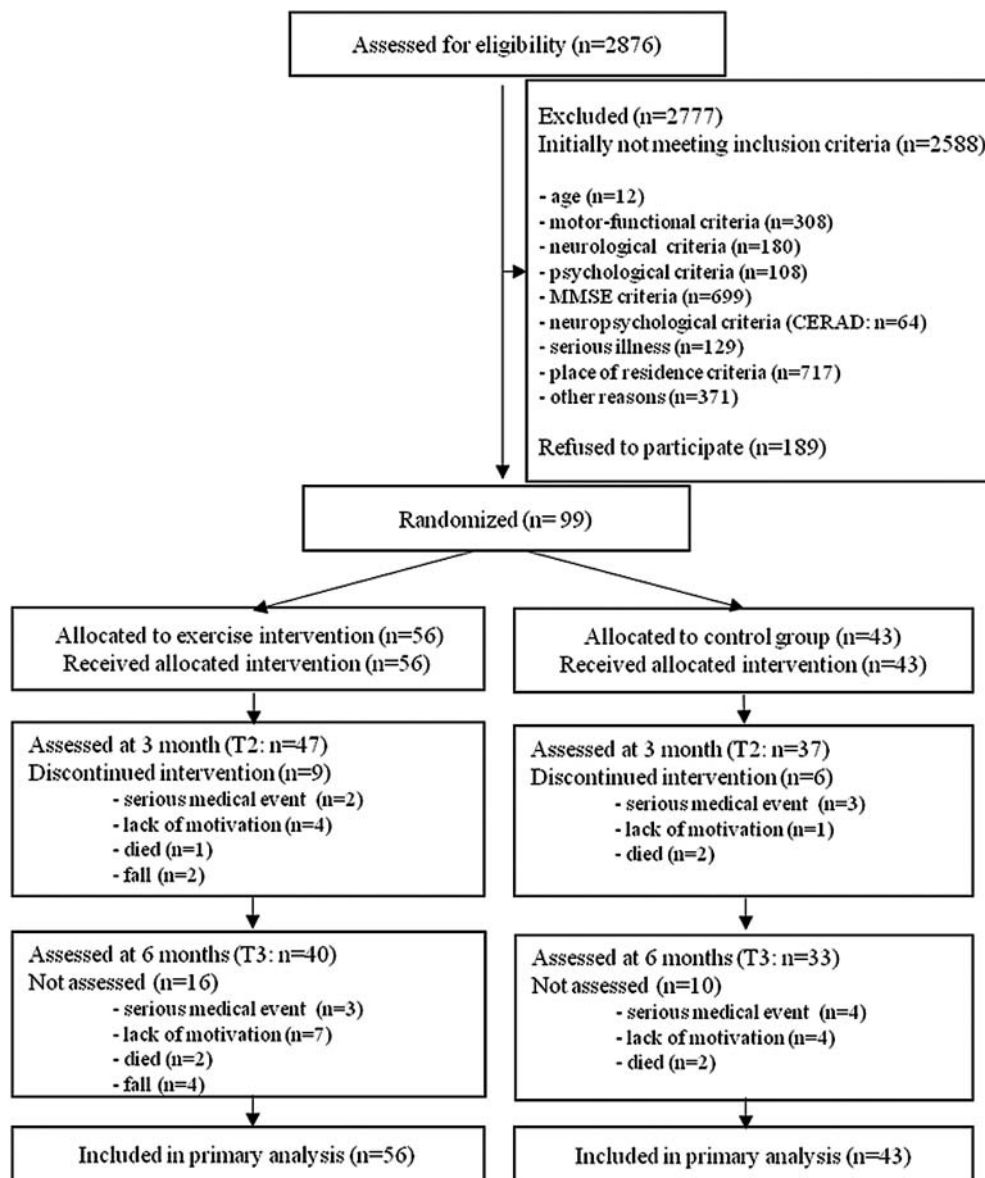 Assessed for eligibility (n=2876)
Excluded (n=2777)
Initially not meeting inclusion criteria (n=2588)
- age (n=12)
- motor-functional criteria (n=308)
- neurological criteria (n=180)
- psychological criteria (n=108)
- MMSE criteria (n=699)
- neuropsychological criteria (CERAD: n=64)
- serious illness (n=129)
- place of residence criteria (n=717)
- other reasons (n=371)
Refused to participate (n=189)
Randomized (n= 99)
Allocated to exercise intervention (n=56)
Received allocated intervention (n=56)
Allocated to control group (n=43)
Received allocated intervention (n=43)
Assessed at 3 month (T2: n=47)
Discontinued intervention (n=9)
- serious medical event (n=2)
- lack of motivation (n=4)
- died (n=1)
- fall (n=2)
Assessed at 3 month (T2: n=37)
Discontinued intervention (n=6)
- serious medical event (n=3)
- lack of motivation (n=1)
- died (n=2)
Assessed at 6 months (T3: n=40)
Not assessed (n=16)
- serious medical event (n=3)
- lack of motivation (n=7)
- died (n=2)
- fall (n=4)
Assessed at 6 months (T3: n=33)
Not assessed (n=10)
- serious medical event (n=4)
- lack of motivation (n=4)
- died (n=2)
Included in primary analysis (n=56)
Included in primary analysis (n=43)